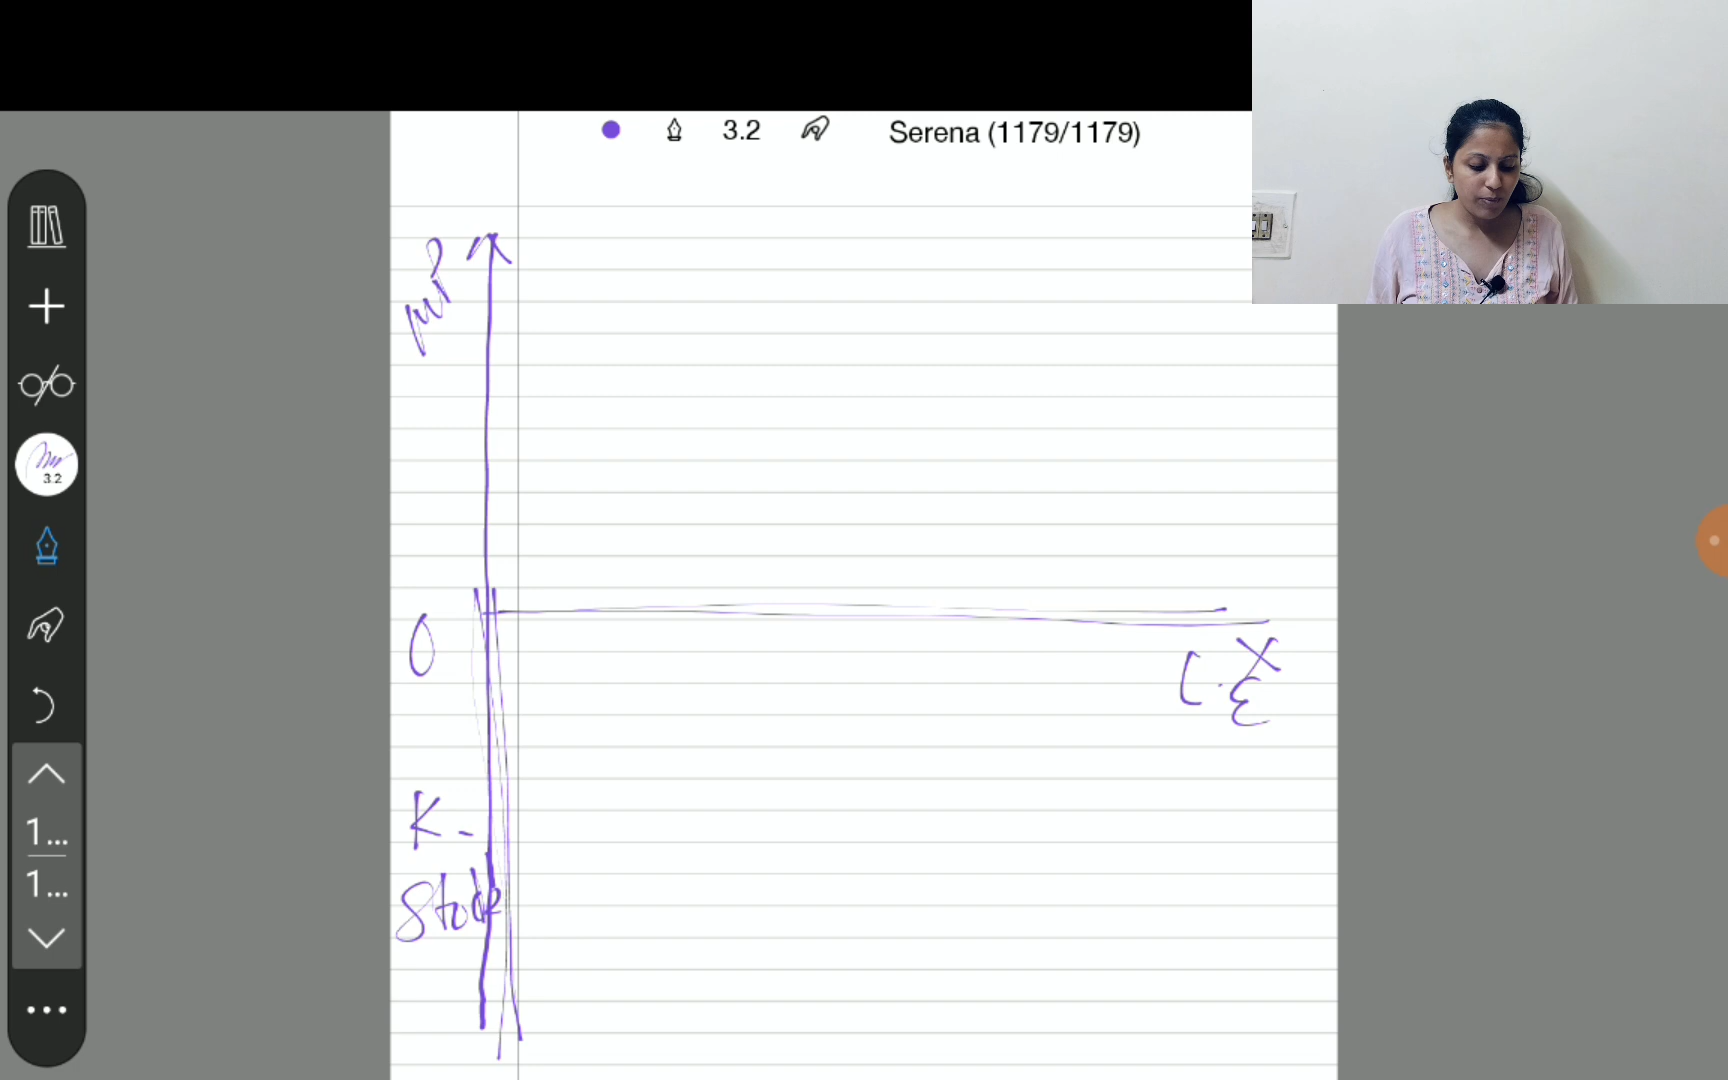 3.2 Serena (1179/1179)
MP
3.2
O
X
L.E
1...
K -
1...
Stock